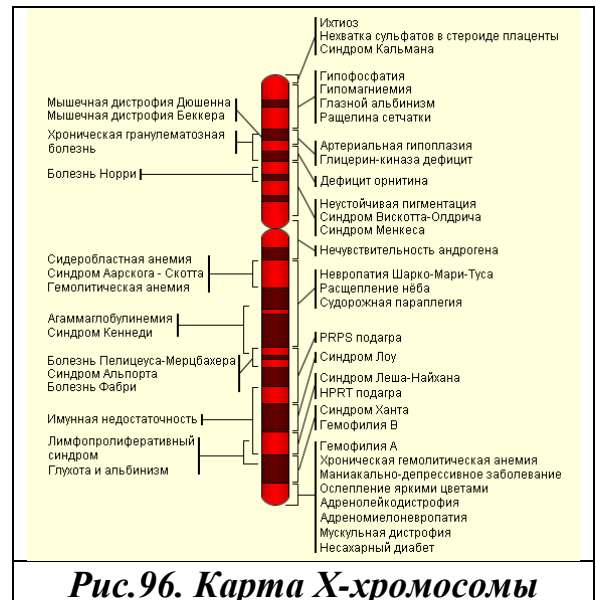 Ихтиоз
Нехватка сульфатов в стероиде плаценты
Синдром Кальмана
Гипофосфатия
Гипомагниемия
Глазной альбинизм
Ращелина сетчатки
Мышечная дистрофия Дюшенна
Мышечная дистрофия Беккера
Хроническая гранулематозная
болезнь
Болезнь Норри
Артериальная гипоплазия
Глицерин-киназа дефицит
Дефицит орнитина
Неустойчивая пигментация
Синдром Вискотта-Олдрича
Синдром Менкеса
Нечувствительность андрогена
Сидеробластная анемия
Синдром Аарскога - Скотта
Гемолитическая анемия
Невропатия Шарко-Мари-Туса
Расщепление нёба
Судорожная параплегия
Агаммаглобулинемия
Синдром Кеннеди
PRPS подагра
Синдром Лоу
Болезнь Пелицеуса-Мерцбахера
Синдром Альпорта
Болезнь Фабри
Синдром Леша-Найхана
HPRT подагра
Синдром Ханта
Гемофилия В
Имунная недостаточность
Лимфопролиферативный
синдром
Глухота и альбинизм
Гемофилия А
Хроническая гемолитическая анемия
Маниакально-депрессивное заболевание
Ослепление яркими цветами
Адренолейкодистрофия
Адреномиелоневропатия
Мускульная дистрофия
Несахарный диабет
Рис.96. Карта Х-хромосомы